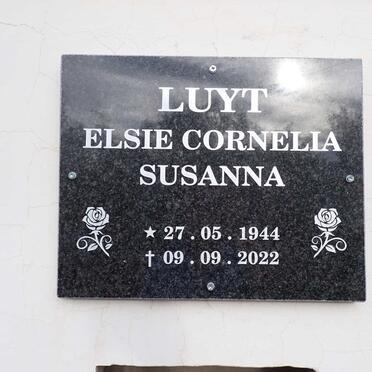 LUYT
ELSIE CORNELIA
SUSANNA
★ 27 . 05 . 1944
† 09 . 09 . 2022